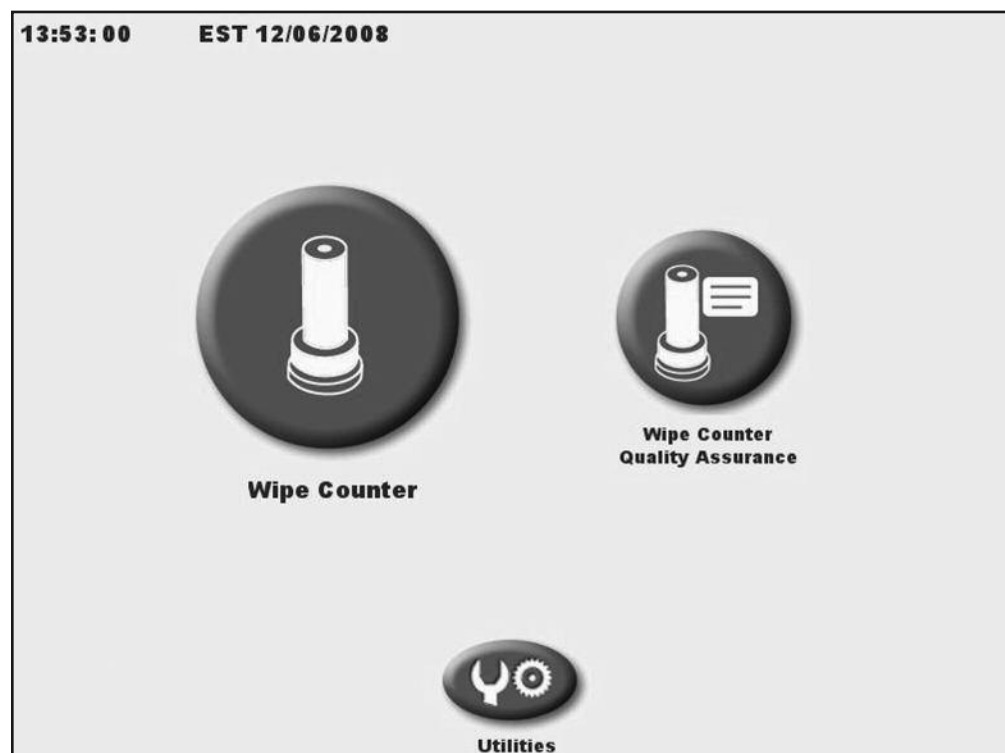 13:53:00 EST 12/06/2008
Wipe Counter
Wipe Counter
Quality Assurance
Utilities